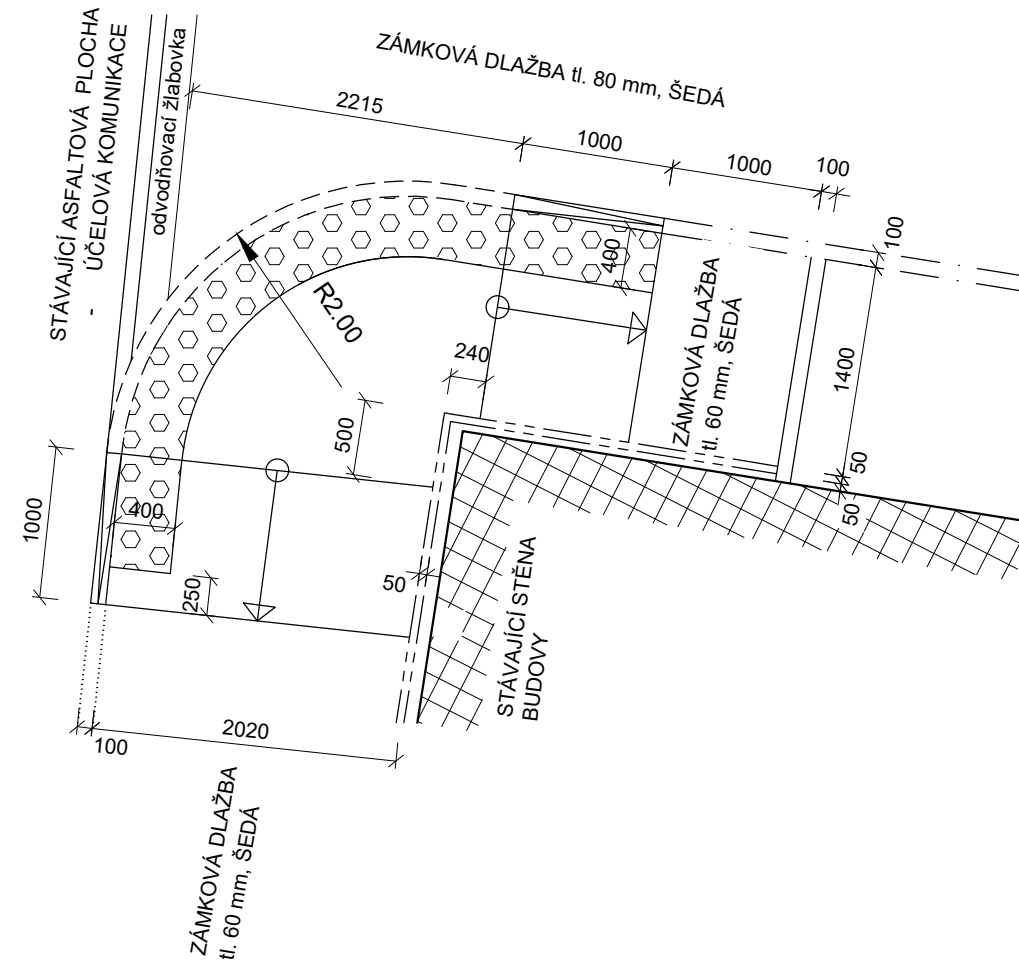 STÁVAJÍCÍ ASFALTOVÁ PLOCHA
- ÚČELOVÁ KOMUNIKACE
odvodňovací žlabovka
ZÁMKOVÁ DLAŽBA tl. 80 mm, ŠEDÁ
2215
1000
1000
100
100
400
R2.00
240
500
ZÁMKOVÁ DLAŽBA
tl. 60 mm, ŠEDÁ
1400
50
50
1000
400
250
50
STÁVAJÍCÍ STĚNA
BUDOVY
2020
100
ZÁMKOVÁ DLAŽBA
tl. 60 mm, ŠEDÁ